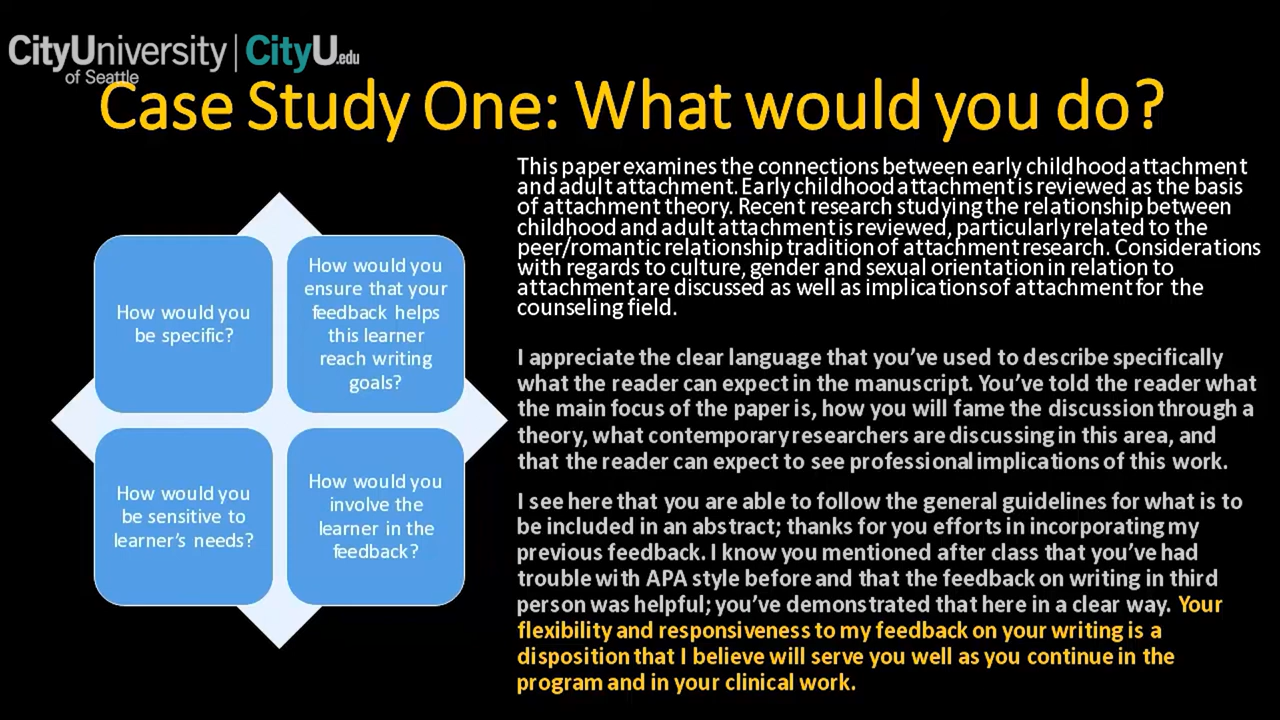 CityUniversity | CityU.edu
of Seattle
Case Study One: What would you do?
How would you
be specific?
How would you
ensure that your
feedback helps
this learner
reach writing
goals?
How would you
be sensitive to
learner's needs?
How would you
involve the
learner in the
feedback?
This paper examines the connections between early childhood attachment
and adult attachment. Early childhood attachment is reviewed as the basis
of attachment theory. Recent research studying the relationship between
childhood and adult attachment is reviewed, particularly related to the
peer/romantic relationship tradition of attachment research. Considerations
with regards to culture, gender and sexual orientation in relation to
attachment are discussed as well as implications of attachment for the
counseling field.
I appreciate the clear language that you've used to describe specifically
what the reader can expect in the manuscript. You've told the reader what
the main focus of the paper is, how you will fame the discussion through a
theory, what contemporary researchers are discussing in this area, and
that the reader can expect to see professional implications of this work.
I see here that you are able to follow the general guidelines for what is to
be included in an abstract; thanks for you efforts in incorporating my
previous feedback. I know you mentioned after class that you've had
trouble with APA style before and that the feedback on writing in third
person was helpful; you've demonstrated that here in a clear way. Your
flexibility and responsiveness to my feedback on your writing is a
disposition that I believe will serve you well as you continue in the
program and in your clinical work.